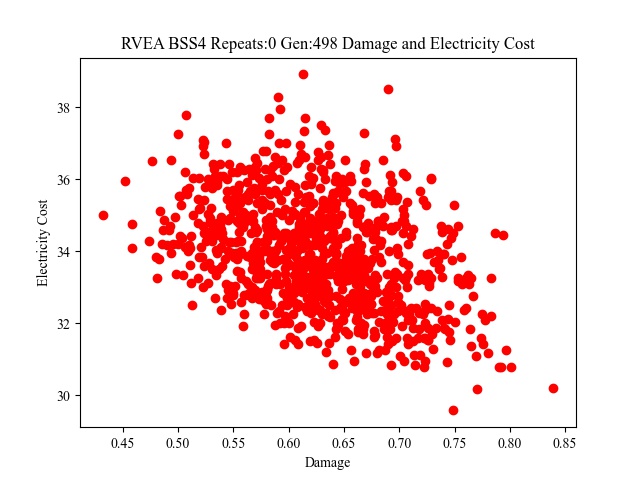 RVEA BSS4 Repeats:0 Gen:498 Damage and Electricity Cost
38
36
34
32
30
Electricity Cost
0.45 0.50 0.55 0.60 0.65 0.70 0.75 0.80 0.85
Damage